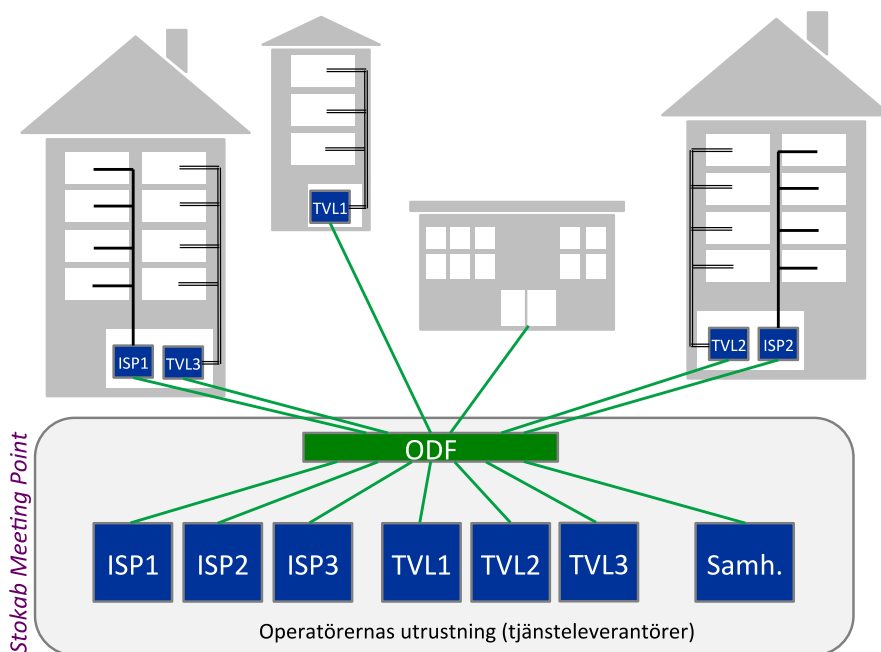 TVL1
ISP1
TVL3
TVL2
ISP2
ODF
Stokab Meeting Point
ISP1
ISP2
ISP3
TVL1
TVL2
TVL3
Samh.
Operatörernas utrustning (tjänsteleverantörer)